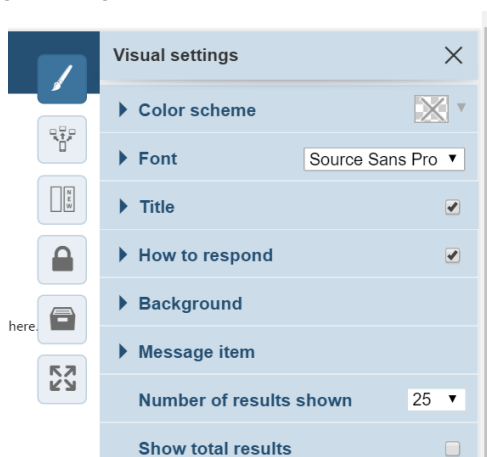 Visual settings
Color scheme
Font Source Sans Pro
Title
NEW
How to respond
Background
here.
Message item
Number of results shown 25
Show total results